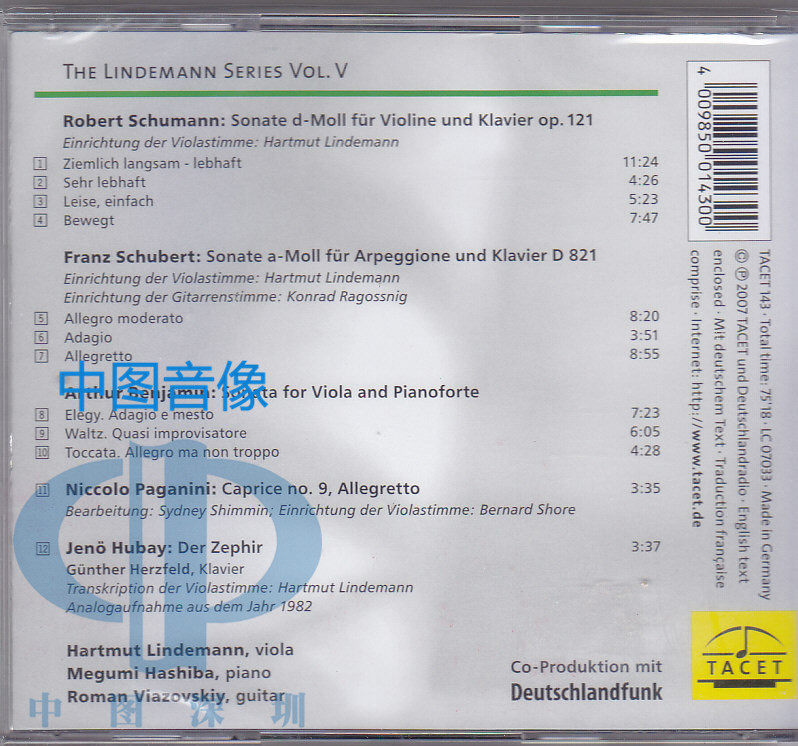 THE LINDEMANN SERIES VOL. V
Robert Schumann: Sonate d-Moll für Violine und Klavier op. 121
Einrichtung der Violastimme: Hartmut Lindemann
1 Ziemlich langsam - lebhaft 11:24
2 Sehr lebhaft 4:26
3 Leise, einfach 5:23
4 Bewegt 7:47
Franz Schubert: Sonate a-Moll für Arpeggione und Klavier D 821
Einrichtung der Violastimme: Hartmut Lindemann
Einrichtung der Gitarrenstimme: Konrad Ragossnig
5 Allegro moderato 8:20
6 Adagio 3:51
7 Allegretto 8:55
中图音像
Arthur Benjamin: Sonata for Viola and Pianoforte
8 Elegy. Adagio e mesto 7:23
9 Waltz. Quasi improvisatore 6:05
10 Toccata. Allegro ma non troppo 4:28
11 Niccolo Paganini: Caprice no. 9, Allegretto 3:35
Bearbeitung: Sydney Shimmin; Einrichtung der Violastimme: Bernard Shore
12 Jenö Hubay: Der Zephir 3:37
Günther Herzfeld, Klavier
Transkription der Violastimme: Hartmut Lindemann
Analogaufnahme aus dem Jahr 1982
Hartmut Lindemann, viola
Megumi Hashiba, piano
Roman Viazovskiy, guitar
中图深圳
Co-Produktion mit
Deutschlandfunk
4 009850 014300
TACET 143 · Total time: 75'18 · LC 07033 · Made in Germany
© ℗ 2007 TACET und Deutschlandradio · English text
enclosed · Mit deutschem Text · Traduction française
comprise · Internet: http://www.tacet.de
TACET